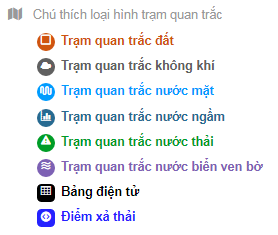 Chú thích loại hình trạm quan trắc
Trạm quan trắc đất
Trạm quan trắc không khí
Trạm quan trắc nước mặt
Trạm quan trắc nước ngầm
Trạm quan trắc nước thải
Trạm quan trắc nước biển ven bờ
Bảng điện tử
Điểm xả thải